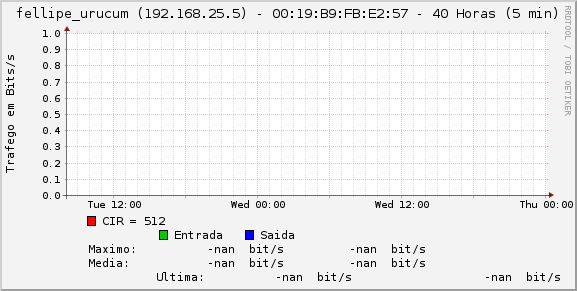 fellipe_urucum (192.168.25.5) - 00:19:B9:FB:E2:57 - 40 Horas (5 min)
RRDTOOL / TOBI OETIKER
Trafego em Bits/s
1.0
0.9
0.8
0.7
0.6
0.5
0.4
0.3
0.2
0.1
0.0
Tue 12:00 Wed 00:00 Wed 12:00 Thu 00:00
CIR = 512
Entrada Saida
Maximo: -nan bit/s -nan bit/s
Media: -nan bit/s -nan bit/s
Ultima: -nan bit/s -nan bit/s